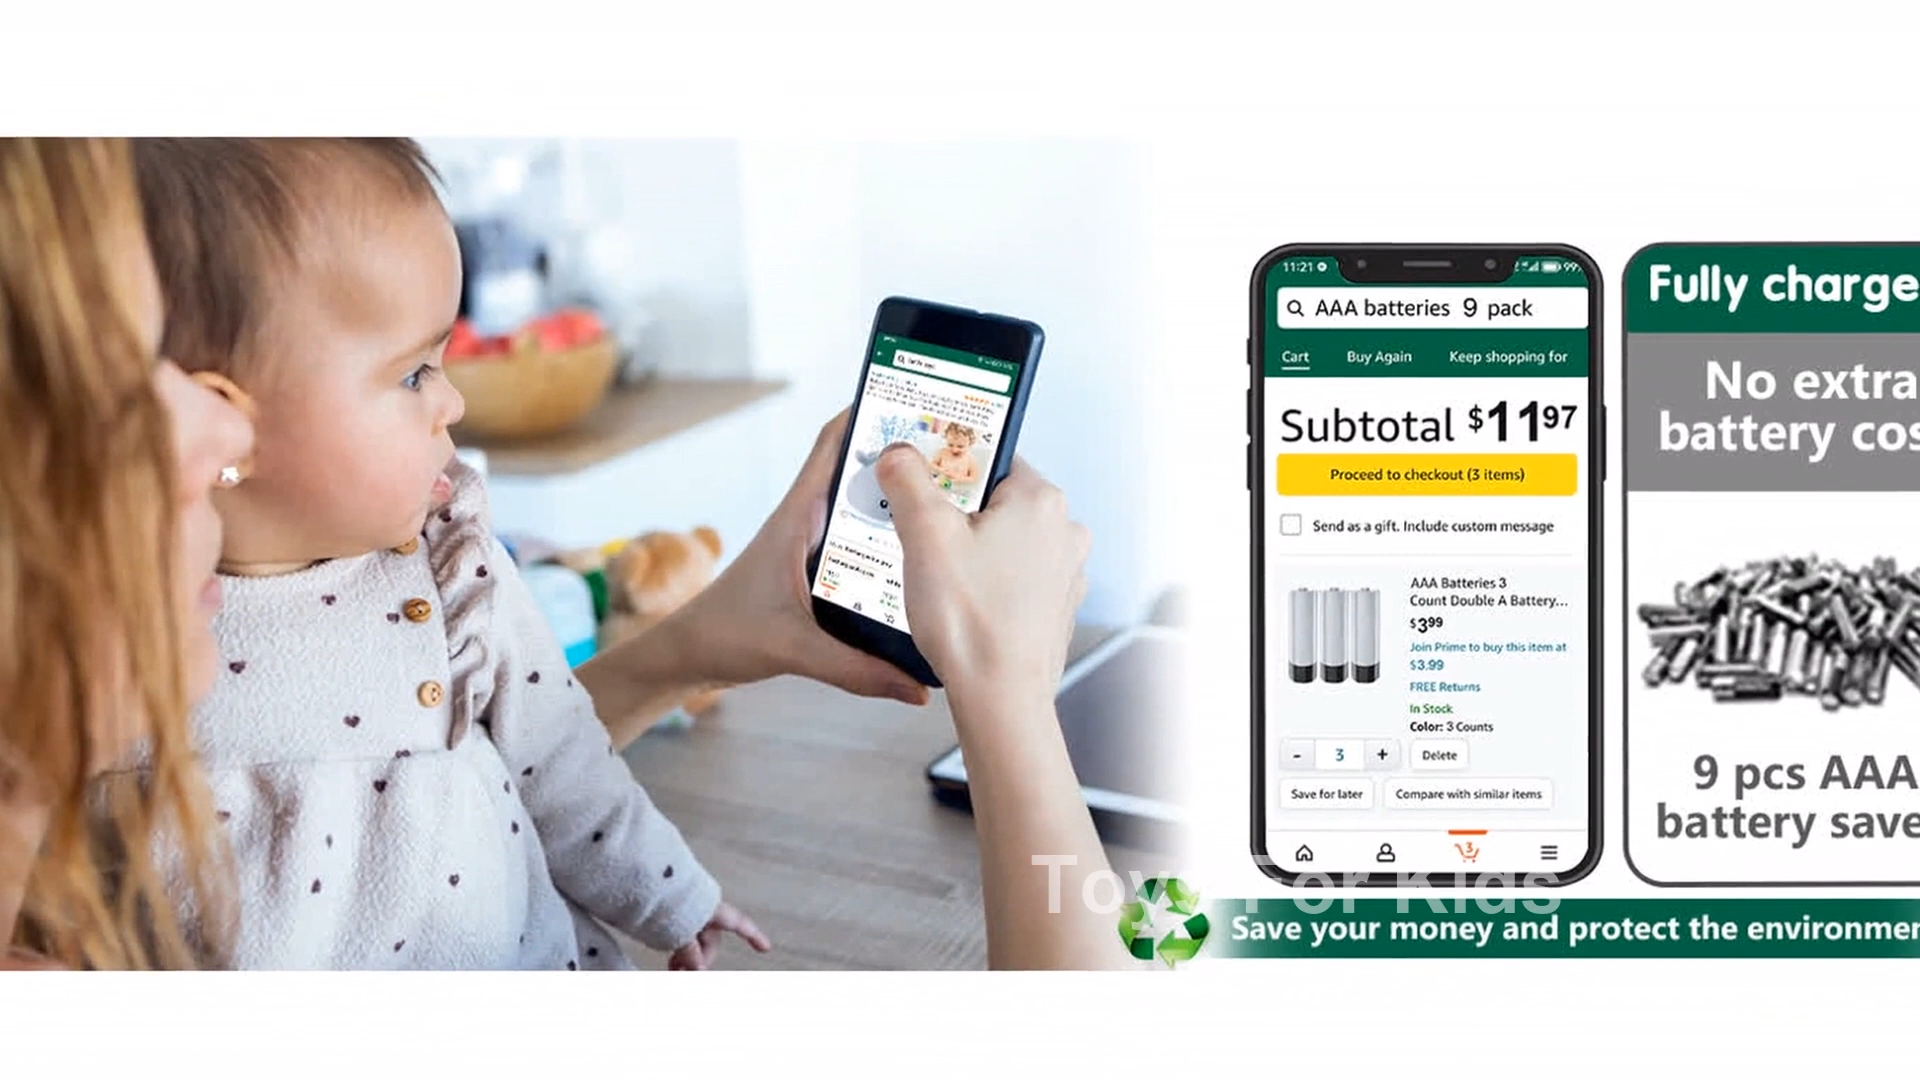 11:21
99
AAA batteries 9 pack
Cart Buy Again Keep shopping for
Subtotal $1197
Proceed to checkout (3 items)
Send as a gift. Include custom message
AAA Batteries 3
Count Double A Battery...
$399
Join Prime to buy this item at
$3.99
FREE Returns
In Stock
Color: 3 Counts
- 3 + Delete
Save for later Compare with similar items
3
Fully charge
No extra
battery cos
9 pcs AAA
battery save
Toys For Kids
Save your money and protect the environmen